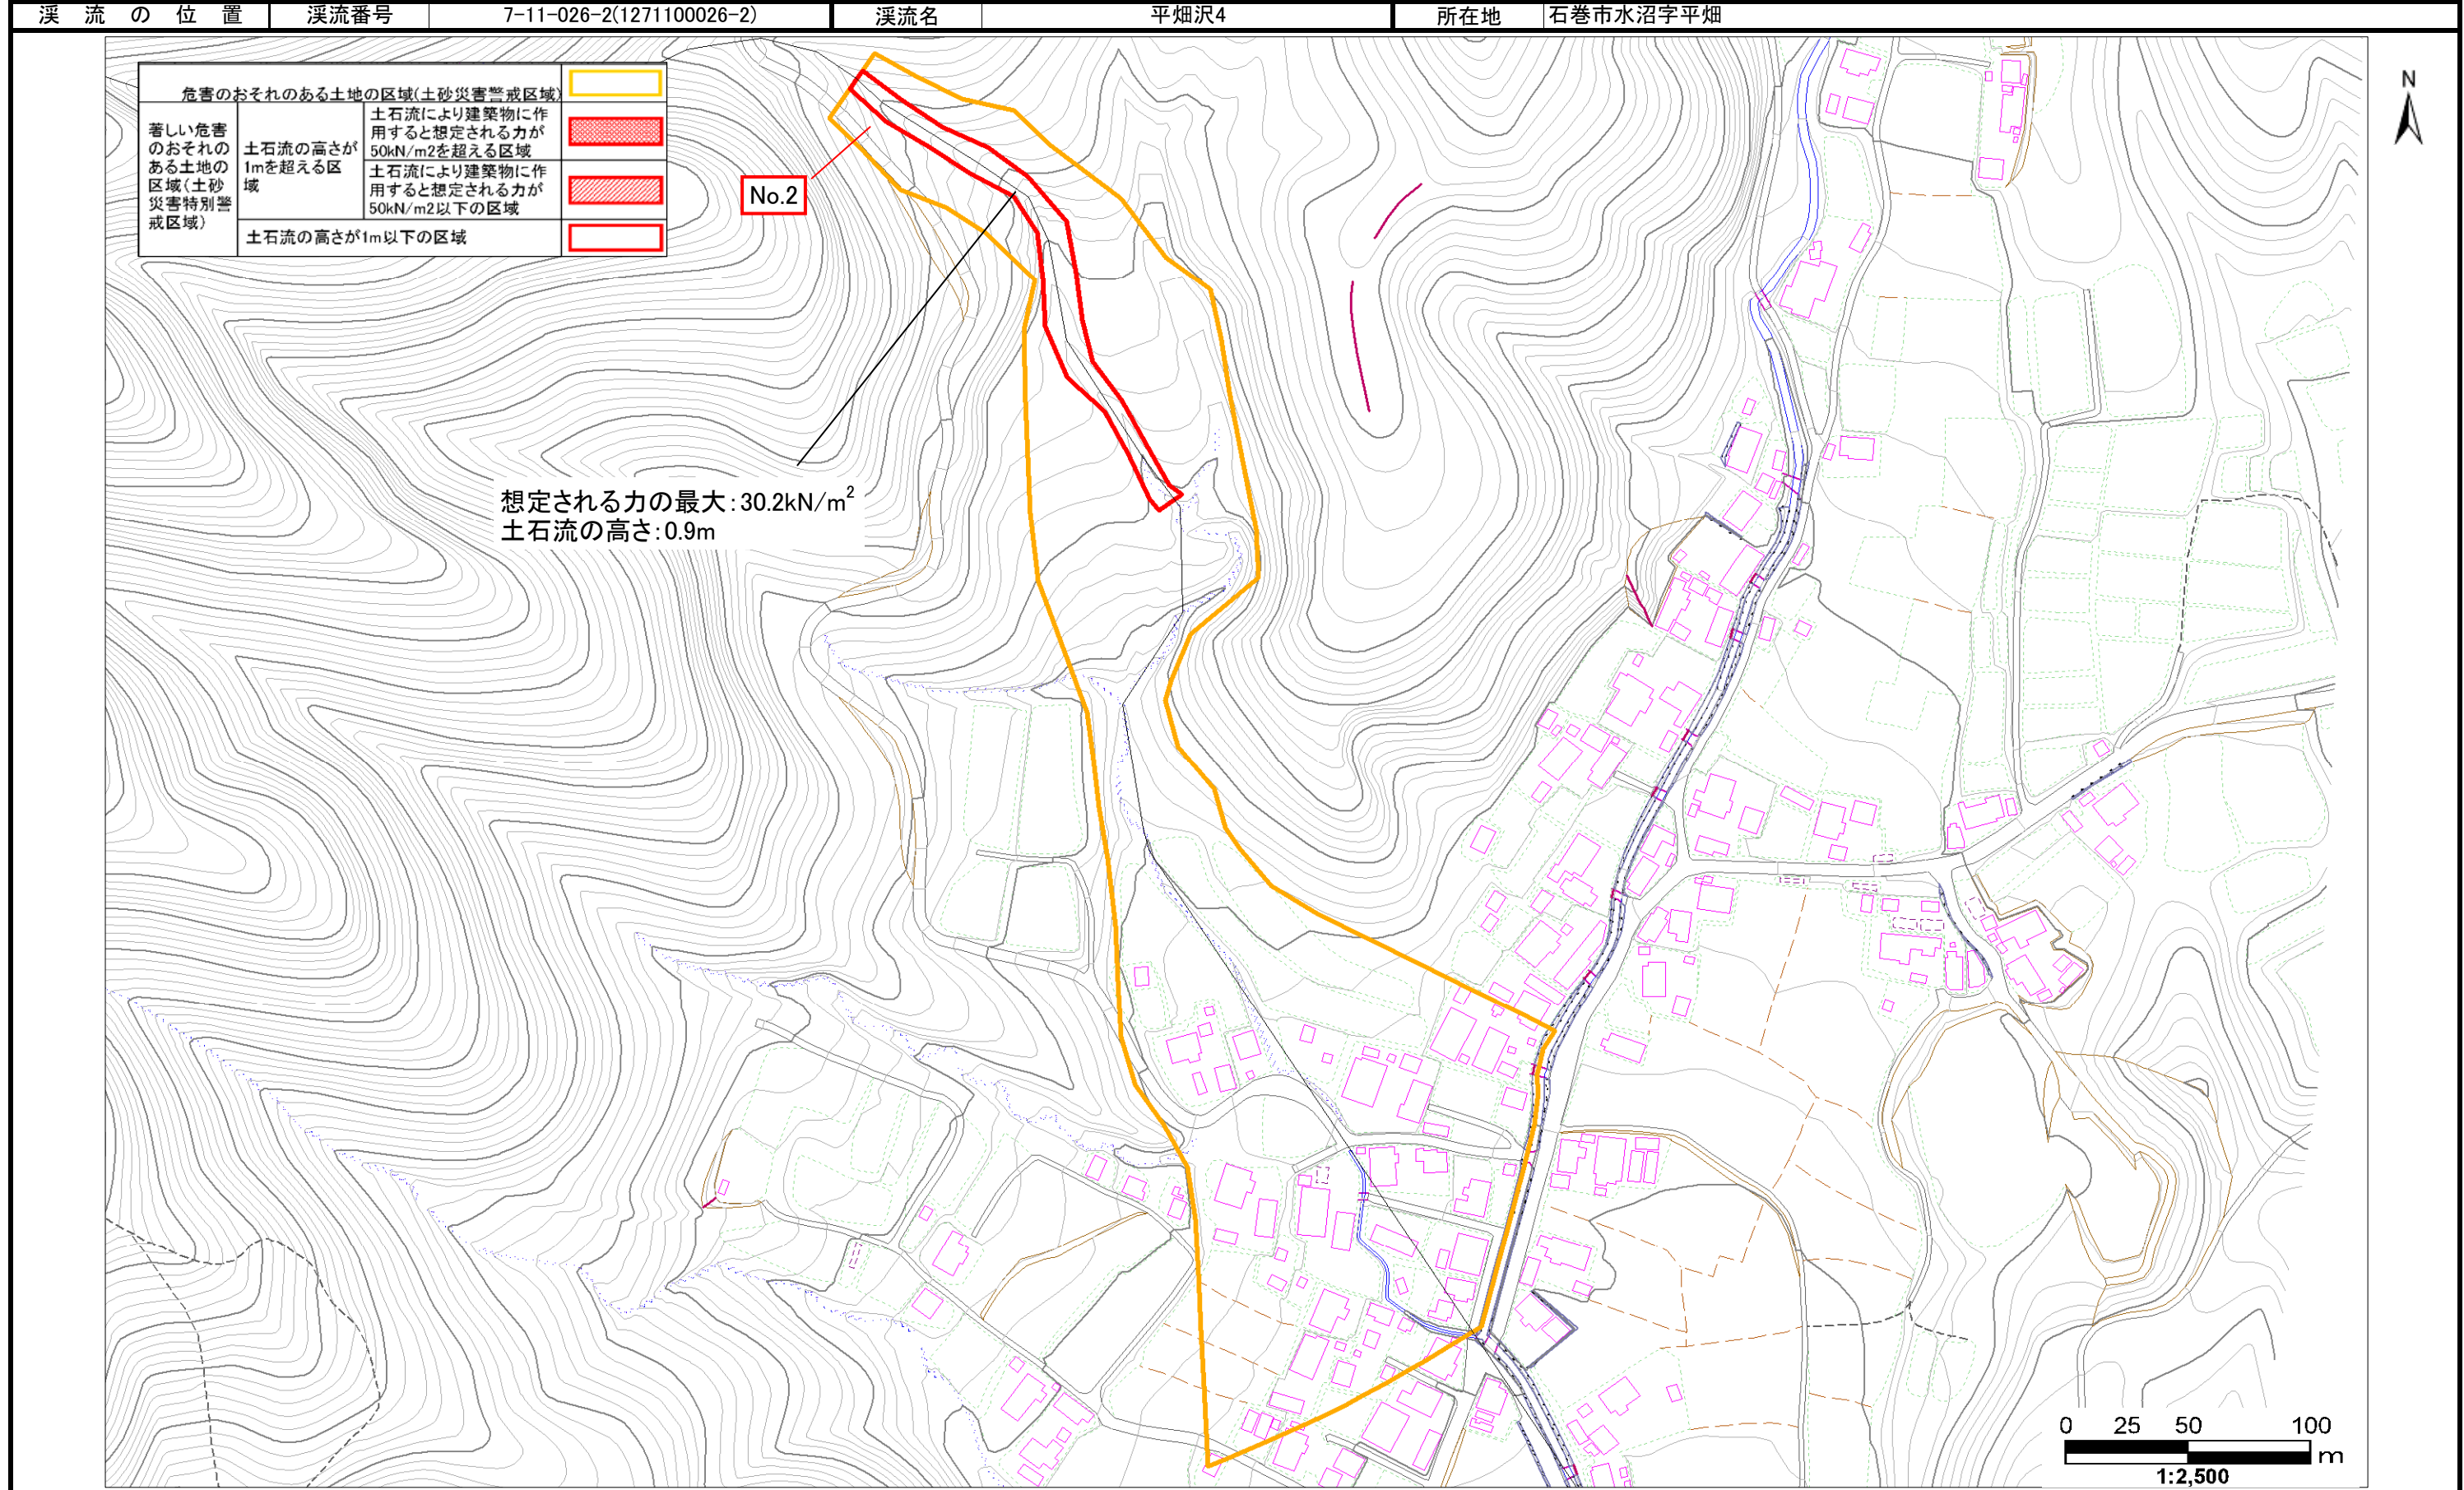 渓流の位置 渓流番号 7-11-026-2(1271100026-2) 渓流名 平畑沢4 所在地 石巻市水沼字平畑
危害のおそれのある土地の区域(土砂災害警戒区域)
著しい危害
のおそれの
ある土地の
区域(土砂
災害特別警
戒区域)
土石流の高さが
1mを超える区
域
土石流により建築物に作
用すると想定される力が
50kN/m2を超える区域
土石流により建築物に作
用すると想定される力が
50kN/m2以下の区域
土石流の高さが1m以下の区域
No.2
N
想定される力の最大:30.2kN/m²
土石流の高さ:0.9m
0 25 50 100
m
1:2,500